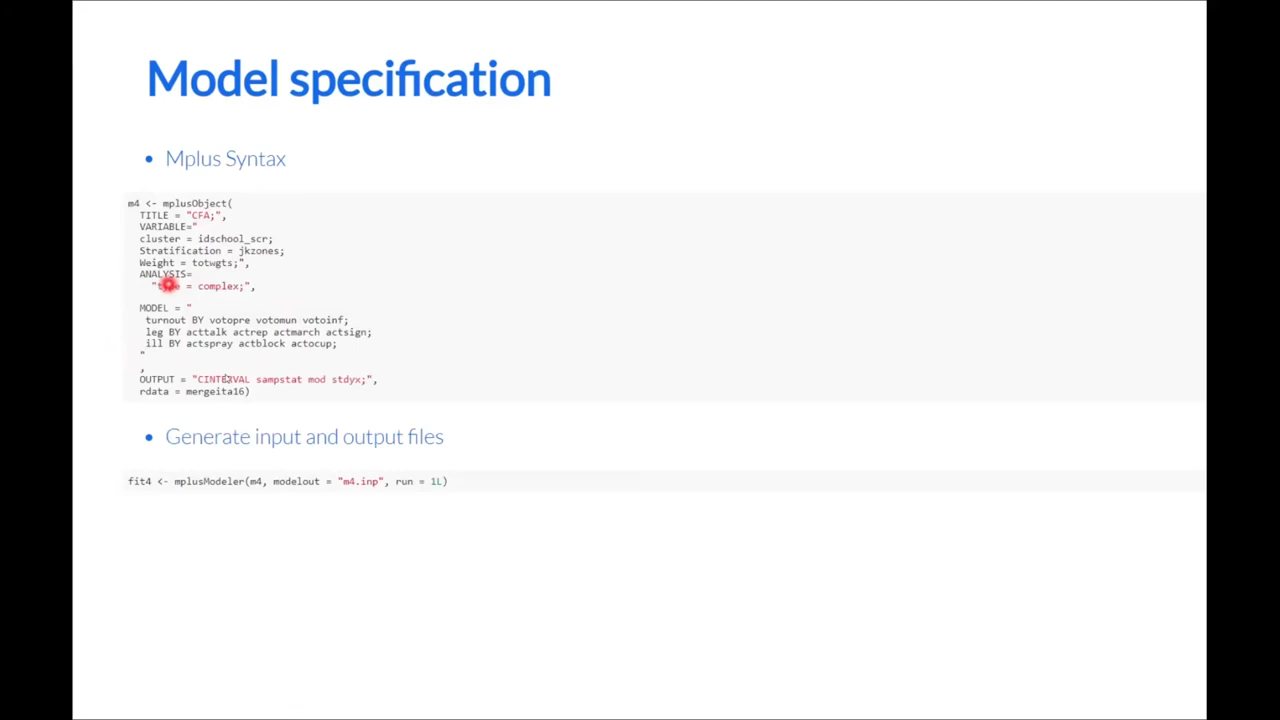 Model specification
• Mplus Syntax
m4 <- mplusObject(
TITLE = "CFA;",
VARIABLE="
cluster = idschool_scr;
Stratification = jkzones;
Weight = totwgts;",
ANALYSIS=
= complex;",
MODEL = "
turnout BY votopre votomun votoinf;
leg BY acttalk actrep actmarch actsign;
ill BY actspray actblock actocup;
"
,
OUTPUT = "CINTERVAL sampstat mod stdyx;",
rdata = mergeita16)
• Generate input and output files
fit4 <- mplusModeler(m4, modelout = "m4.inp", run = 1L)